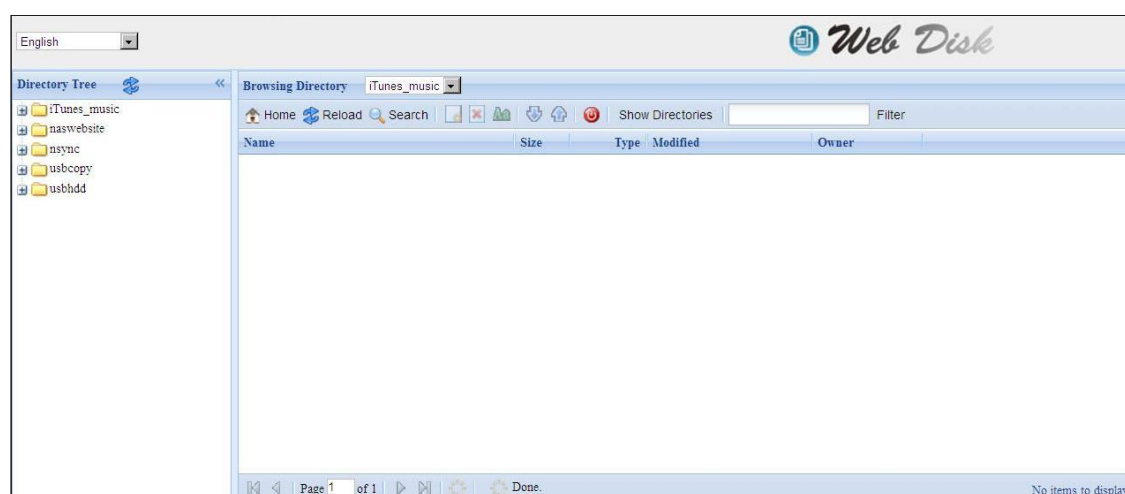 English
Web Disk
Directory Tree
Browsing Directory iTunes_music
iTunes_music
naswebsite
nsync
usbcopy
usbhdd
Home Reload Search Show Directories Filter
Name Size Type Modified Owner
Page 1 of 1 Done. No items to display